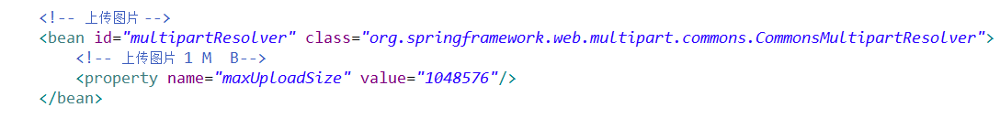 <!-- 上传图片 -->
<bean id="multipartResolver" class="org.springframework.web.multipart.commons.CommonsMultipartResolver">
<!-- 上传图片 1 M  B-->
<property name="maxUploadSize" value="1048576"/>
</bean>